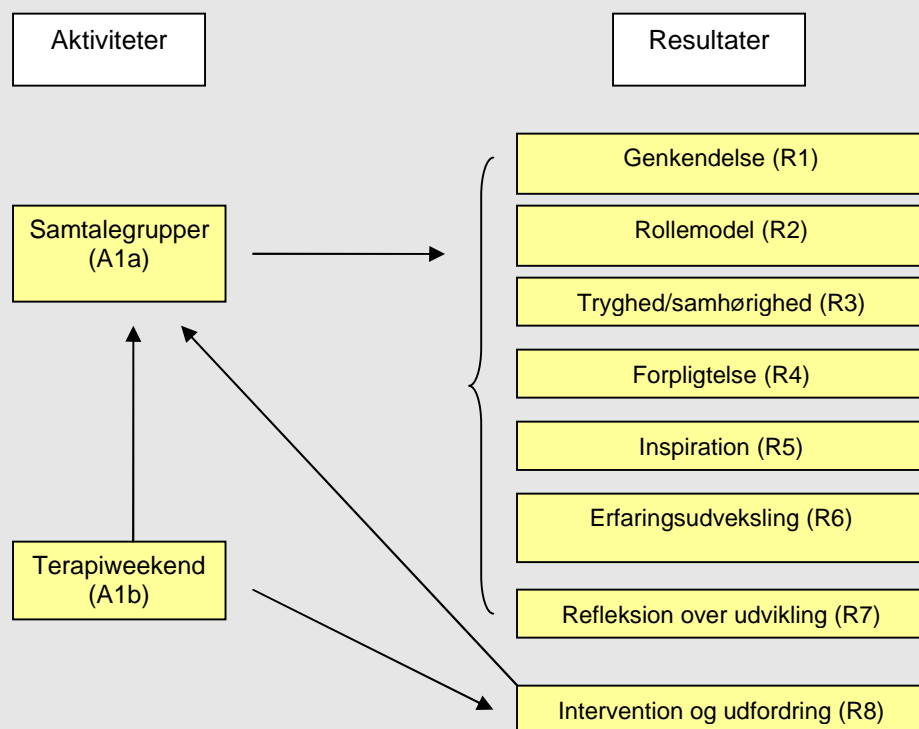 Aktiviteter
Resultater
Genkendelse (R1)
Samtalegrupper
(A1a)
Rollemodel (R2)
Tryghed/samhørighed (R3)
Forpligtelse (R4)
Inspiration (R5)
Erfaringsudveksling (R6)
Terapiweekend
(A1b)
Refleksion over udvikling (R7)
Intervention og udfordring (R8)